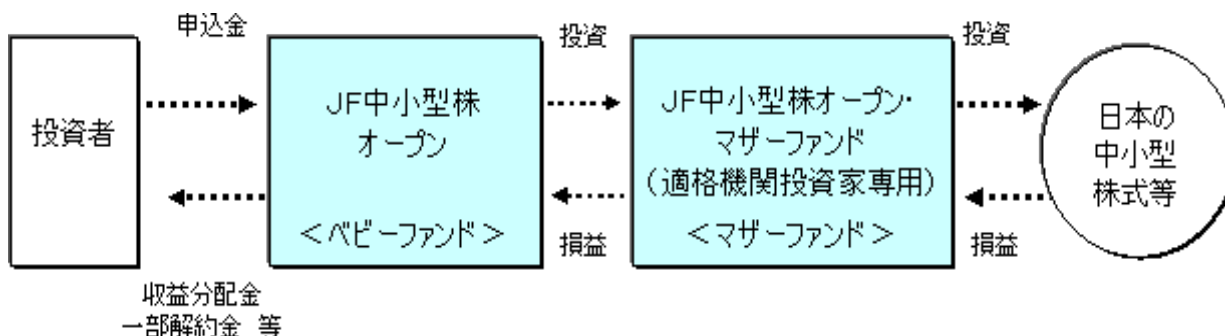 申込金
投資者
JF中小型株
オープン
＜ベビーファンド＞
投資
損益
JF中小型株オープン・
マザーファンド
（適格機関投資家専用）
＜マザーファンド＞
投資
損益
日本の
中小型
株式等
収益分配金
一部解約金 等